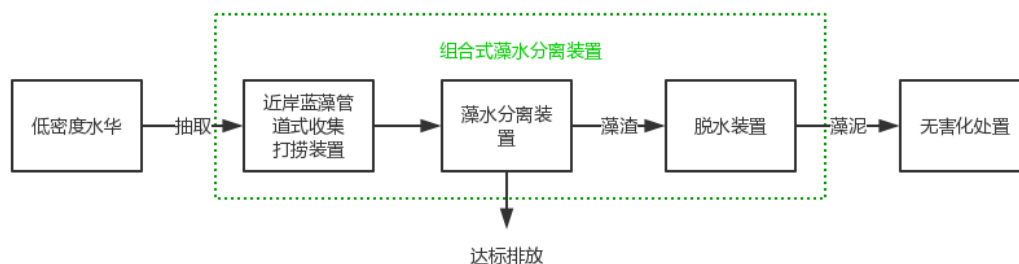 组合式藻水分离装置
低密度水华
抽取
近岸蓝藻管
道式收集
打捞装置
藻水分离装
置
藻渣
脱水装置
藻泥
无害化处置
达标排放